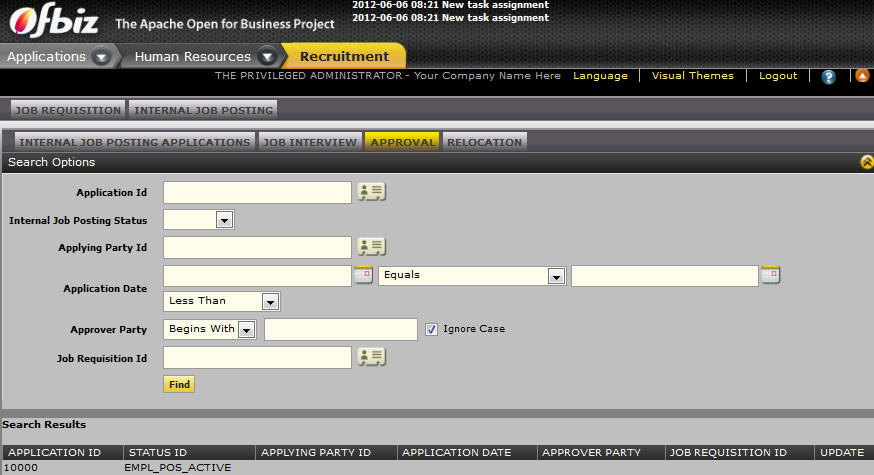 2012-06-06 08:21 New task assignment
2012-06-06 08:21 New task assignment
Ofbiz The Apache Open for Business Project
Applications Human Resources Recruitment
THE PRIVILEGED ADMINISTRATOR - Your Company Name Here Language Visual Themes Logout ?
JOB REQUISITION INTERNAL JOB POSTING
INTERNAL JOB POSTING APPLICATIONS JOB INTERVIEW APPROVAL RELOCATION
Search Options
Application Id
Internal Job Posting Status
Applying Party Id
Equals
Application Date
Less Than
Approver Party Begins With Ignore Case
Job Requisition Id
Find
Search Results
APPLICATION ID STATUS ID APPLYING PARTY ID APPLICATION DATE APPROVER PARTY JOB REQUISITION ID UPDATE
10000 EMPL_POS_ACTIVE